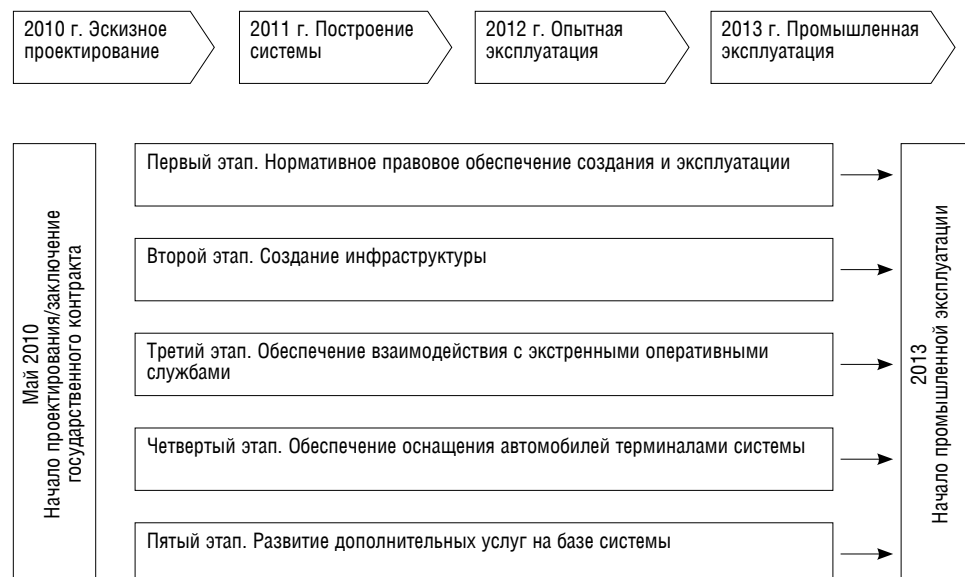 2010 г. Эскизное
проектирование
2011 г. Построение
системы
2012 г. Опытная
эксплуатация
2013 г. Промышленная
эксплуатация
Май 2010
Начало проектирования/заключение
государственного контракта
Первый этап. Нормативное правовое обеспечение создания и эксплуатации
Второй этап. Создание инфраструктуры
Третий этап. Обеспечение взаимодействия с экстренными оперативными
службами
Четвертый этап. Обеспечение оснащения автомобилей терминалами системы
Пятый этап. Развитие дополнительных услуг на базе системы
2013
Начало промышленной эксплуатации